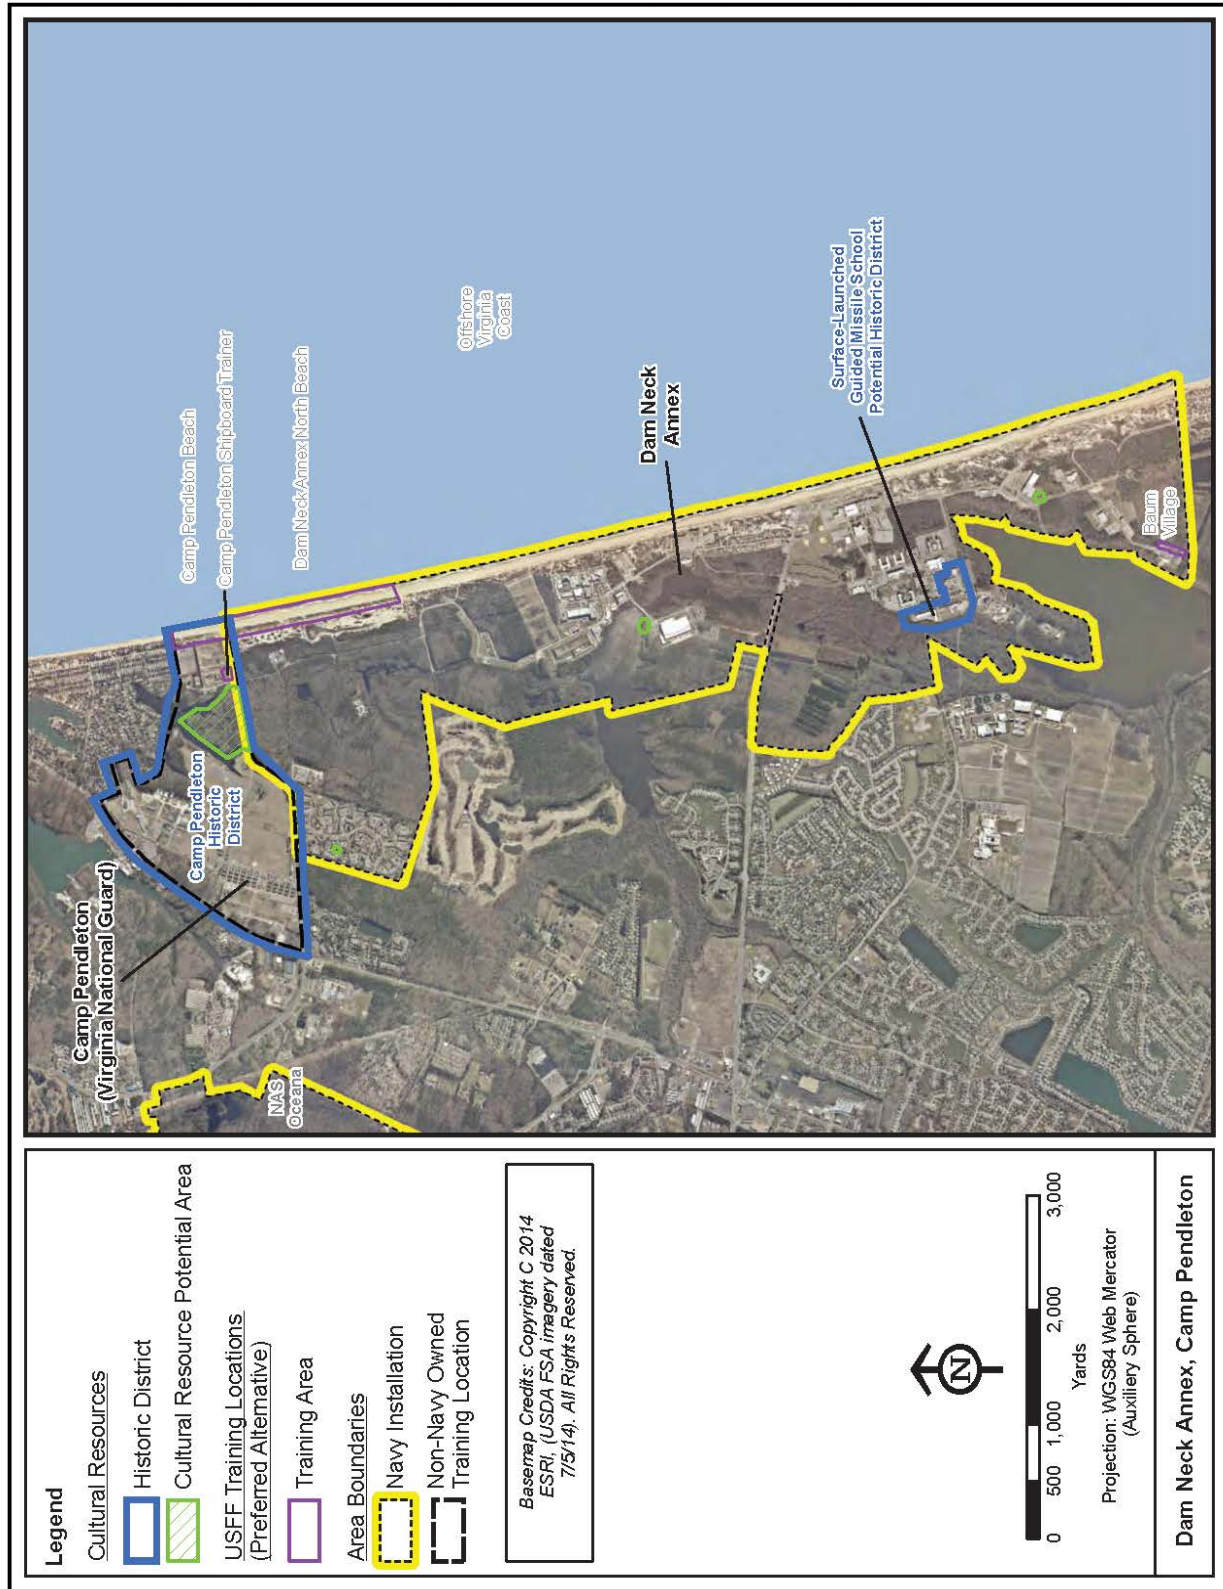 Camp Pendleton
(Virginia National Guard)
Camp Pendleton
Historic
District
Camp Pendleton Beach
Camp Pendleton Shipboard Trainer
Dam Neck Annex North Beach
Offshore
Virginia
Coast
NAS
Oceana
Dam Neck
Annex
Surface-Launched
Guided Missile School
Potential Historic District
Baum
Village
Legend
Cultural Resources
Historic District
Cultural Resource Potential Area
USFF Training Locations
(Preferred Alternative)
Training Area
Area Boundaries
Navy Installation
Non-Navy Owned
Training Location
Basemap Credits: Copyright C 2014
ESRI, (USDA FSA imagery dated
7/5/14). All Rights Reserved.
N
0 500 1,000 2,000 3,000
Yards
Projection: WGS84 Web Mercator
(Auxiliery Sphere)
Dam Neck Annex, Camp Pendleton